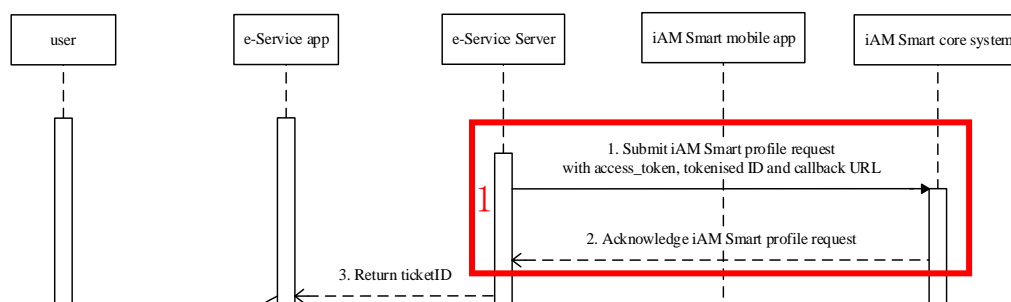 user
e-Service app
e-Service Server
iAM Smart mobile app
iAM Smart core system
1. Submit iAM Smart profile request
with access_token, tokenised ID and callback URL
1
2. Acknowledge iAM Smart profile request
3. Return ticketID